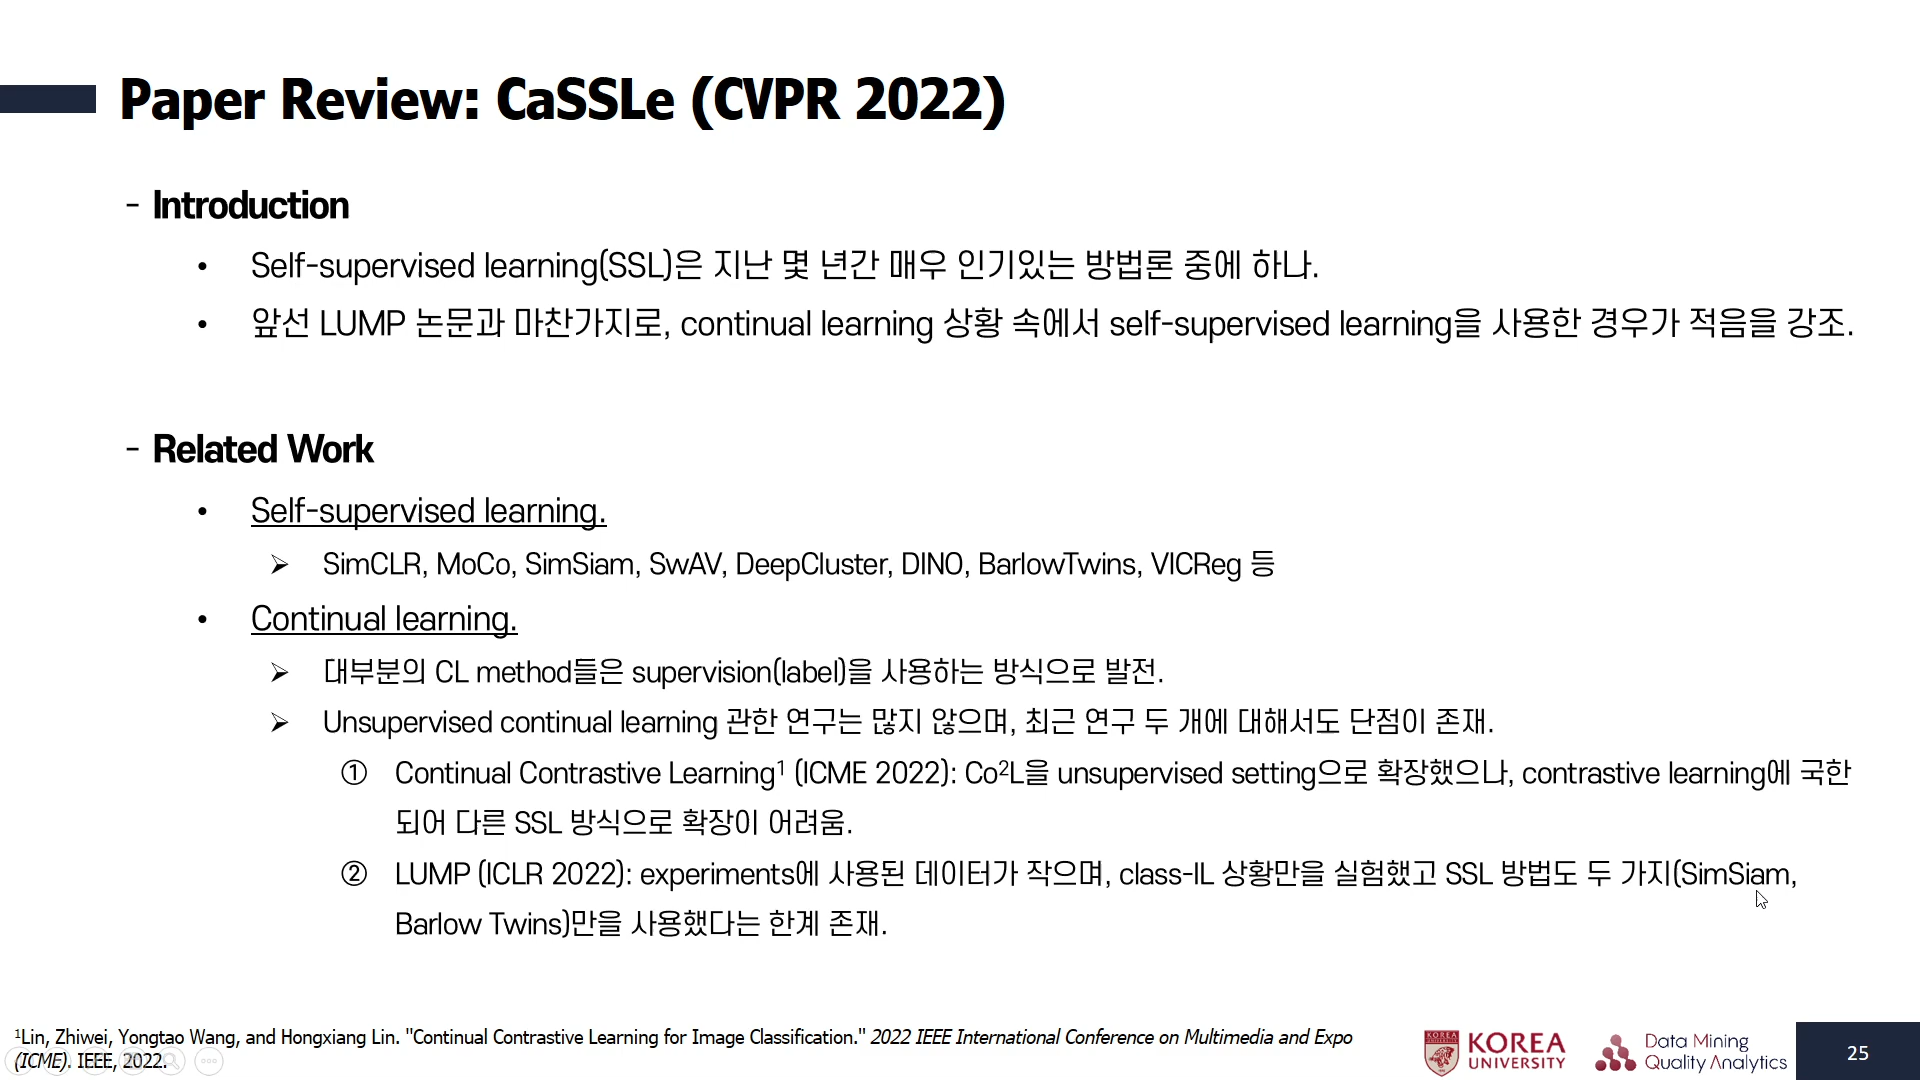 Paper Review: CaSSLe (CVPR 2022)
- Introduction
• Self-supervised learning(SSL)은 지난 몇 년간 매우 인기있는 방법론 중에 하나.
• 앞선 LUMP 논문과 마찬가지로, continual learning 상황 속에서 self-supervised learning을 사용한 경우가 적음을 강조.
- Related Work
• Self-supervised learning.
➢ SimCLR, MoCo, SimSiam, SwAV, DeepCluster, DINO, BarlowTwins, VICReg 등
• Continual learning.
➢ 대부분의 CL method들은 supervision(label)을 사용하는 방식으로 발전.
➢ Unsupervised continual learning 관한 연구는 많지 않으며, 최근 연구 두 개에 대해서도 단점이 존재.
① Continual Contrastive Learning¹ (ICME 2022): Co²L을 unsupervised setting으로 확장했으나, contrastive learning에 국한
되어 다른 SSL 방식으로 확장이 어려움.
② LUMP (ICLR 2022): experiments에 사용된 데이터가 작으며, class-IL 상황만을 실험했고 SSL 방법도 두 가지(SimSiam,
Barlow Twins)만을 사용했다는 한계 존재.
¹Lin, Zhiwei, Yongtao Wang, and Hongxiang Lin. "Continual Contrastive Learning for Image Classification." 2022 IEEE International Conference on Multimedia and Expo
(ICME). IEEE, 2022.
KOREA
UNIVERSITY
Data Mining
Quality Analytics
25